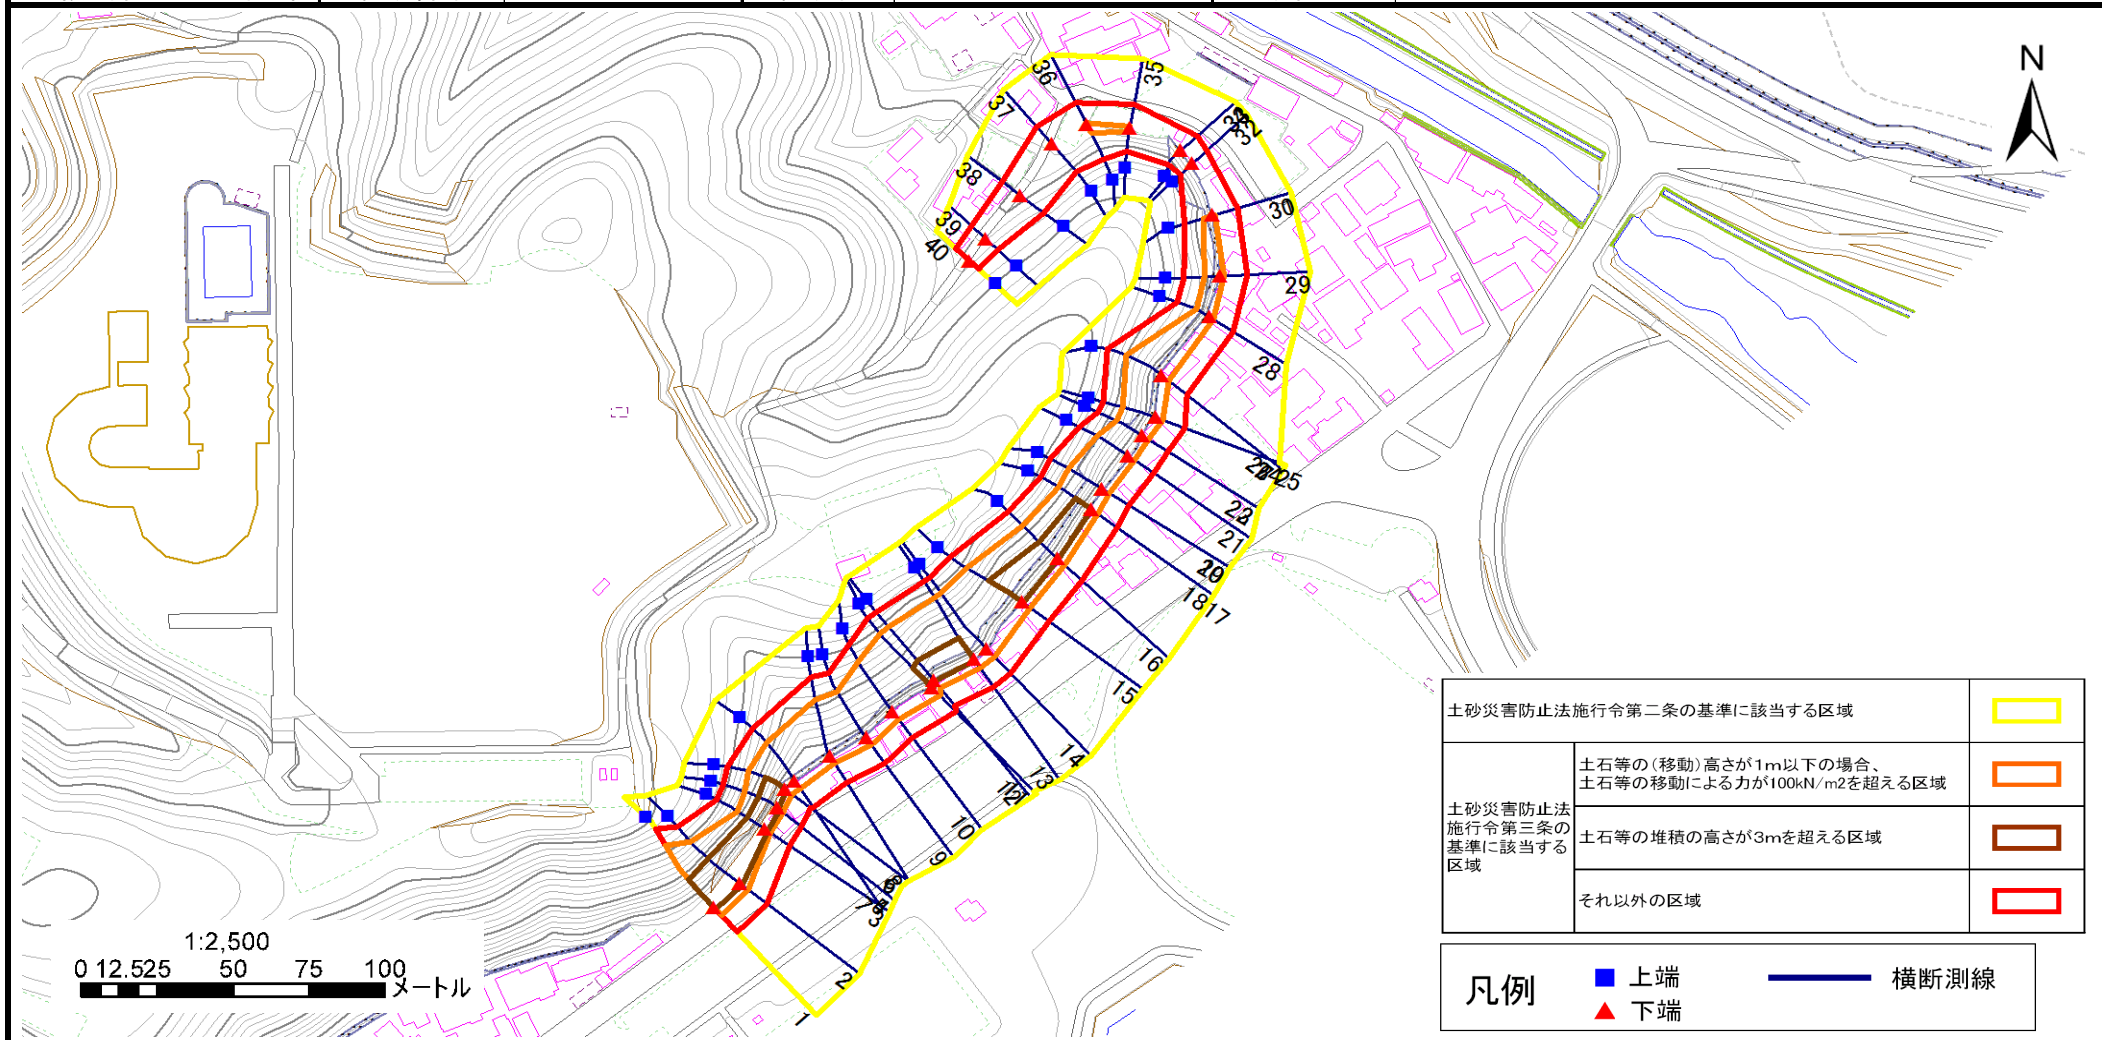 N
36
35
37
32
38
30
39
40
29
28
25
22
21
20
18
17
16
15
14
13
12
10
9
7
3
2
1
土砂災害防止法施行令第二条の基準に該当する区域
土砂災害防止法
施行令第三条の
基準に該当する
区域
土石等の(移動)高さが1m以下の場合、
土石等の移動による力が100kN/m2を超える区域
土石等の堆積の高さが3mを超える区域
それ以外の区域
凡例
上端
下端
横断測線
1:2,500
0 12.525 50 75 100
メートル